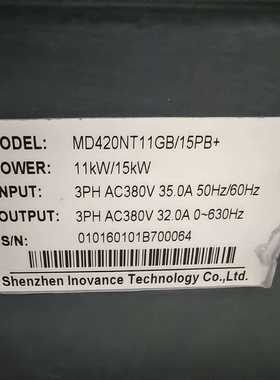 ODEL: MD420NT11GB/15PB+
OWER: 11kW/15kW
NPUT: 3PH AC380V 35.0A 50Hz/60Hz
OUTPUT: 3PH AC380V 32.0A 0~630Hz
S/N: 010160101B700064
Shenzhen Inovance Technology Co.,Ltd.